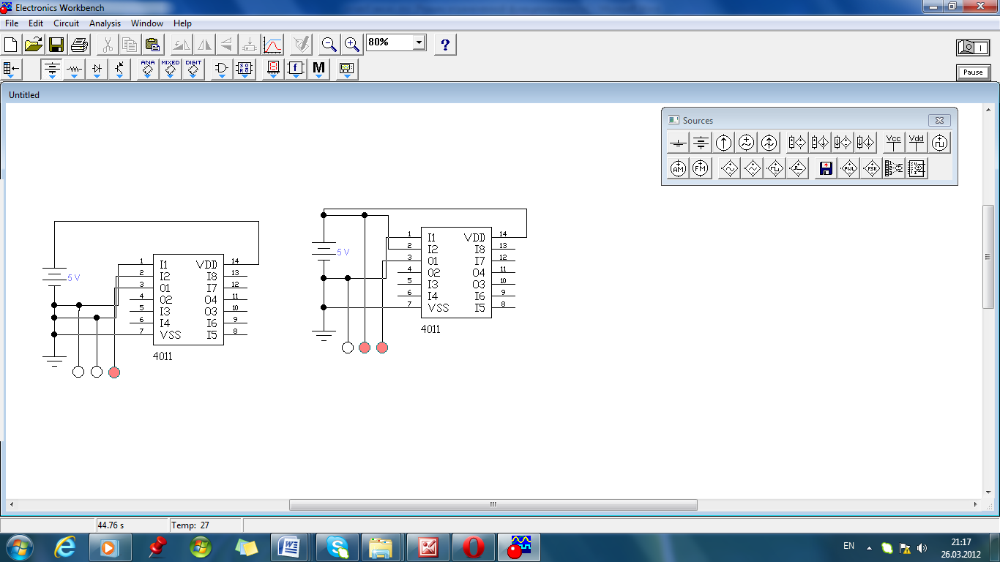 Electronics Workbench
File Edit Circuit Analysis Window Help
80% ?
ANA MIXED DIGIT f M
Pause
Untitled
Sources
Vcc Vdd
AM FM PWL FSK
5 V
1 I1 VDD 14
2 I2 I8 13
3 O1 I7 12
4 O2 O4 11
5 I3 O3 10
6 I4 I6 9
7 VSS I5 8
4011
5 V
1 I1 VDD 14
2 I2 I8 13
3 O1 I7 12
4 O2 O4 11
5 I3 O3 10
6 I4 I6 9
7 VSS I5 8
4011
44.76 s Temp: 27
EN 21:17
26.03.2012